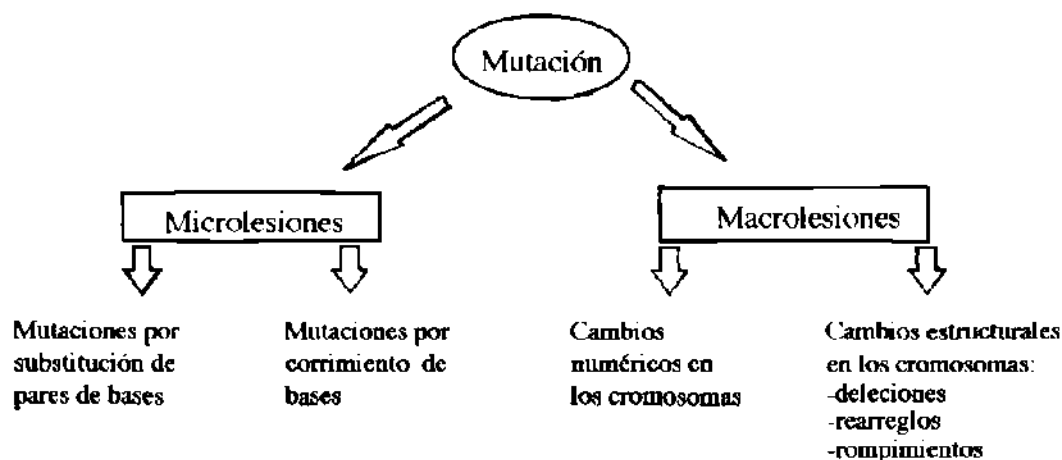 Mutación
Microlesiones
Macrolesiones
Mutaciones por
substitución de
pares de bases
Mutaciones por
corrimiento de
bases
Cambios
numéricos en
los cromosomas
Cambios estructurales
en los cromosomas:
-deleciones
-rearreglos
-rompimientos